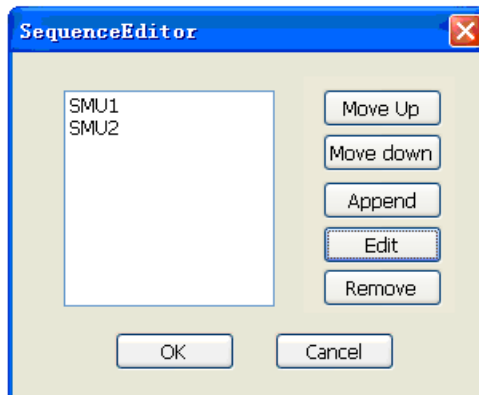 SequenceEditor
SMU1
SMU2
Move Up
Move down
Append
Edit
Remove
OK
Cancel